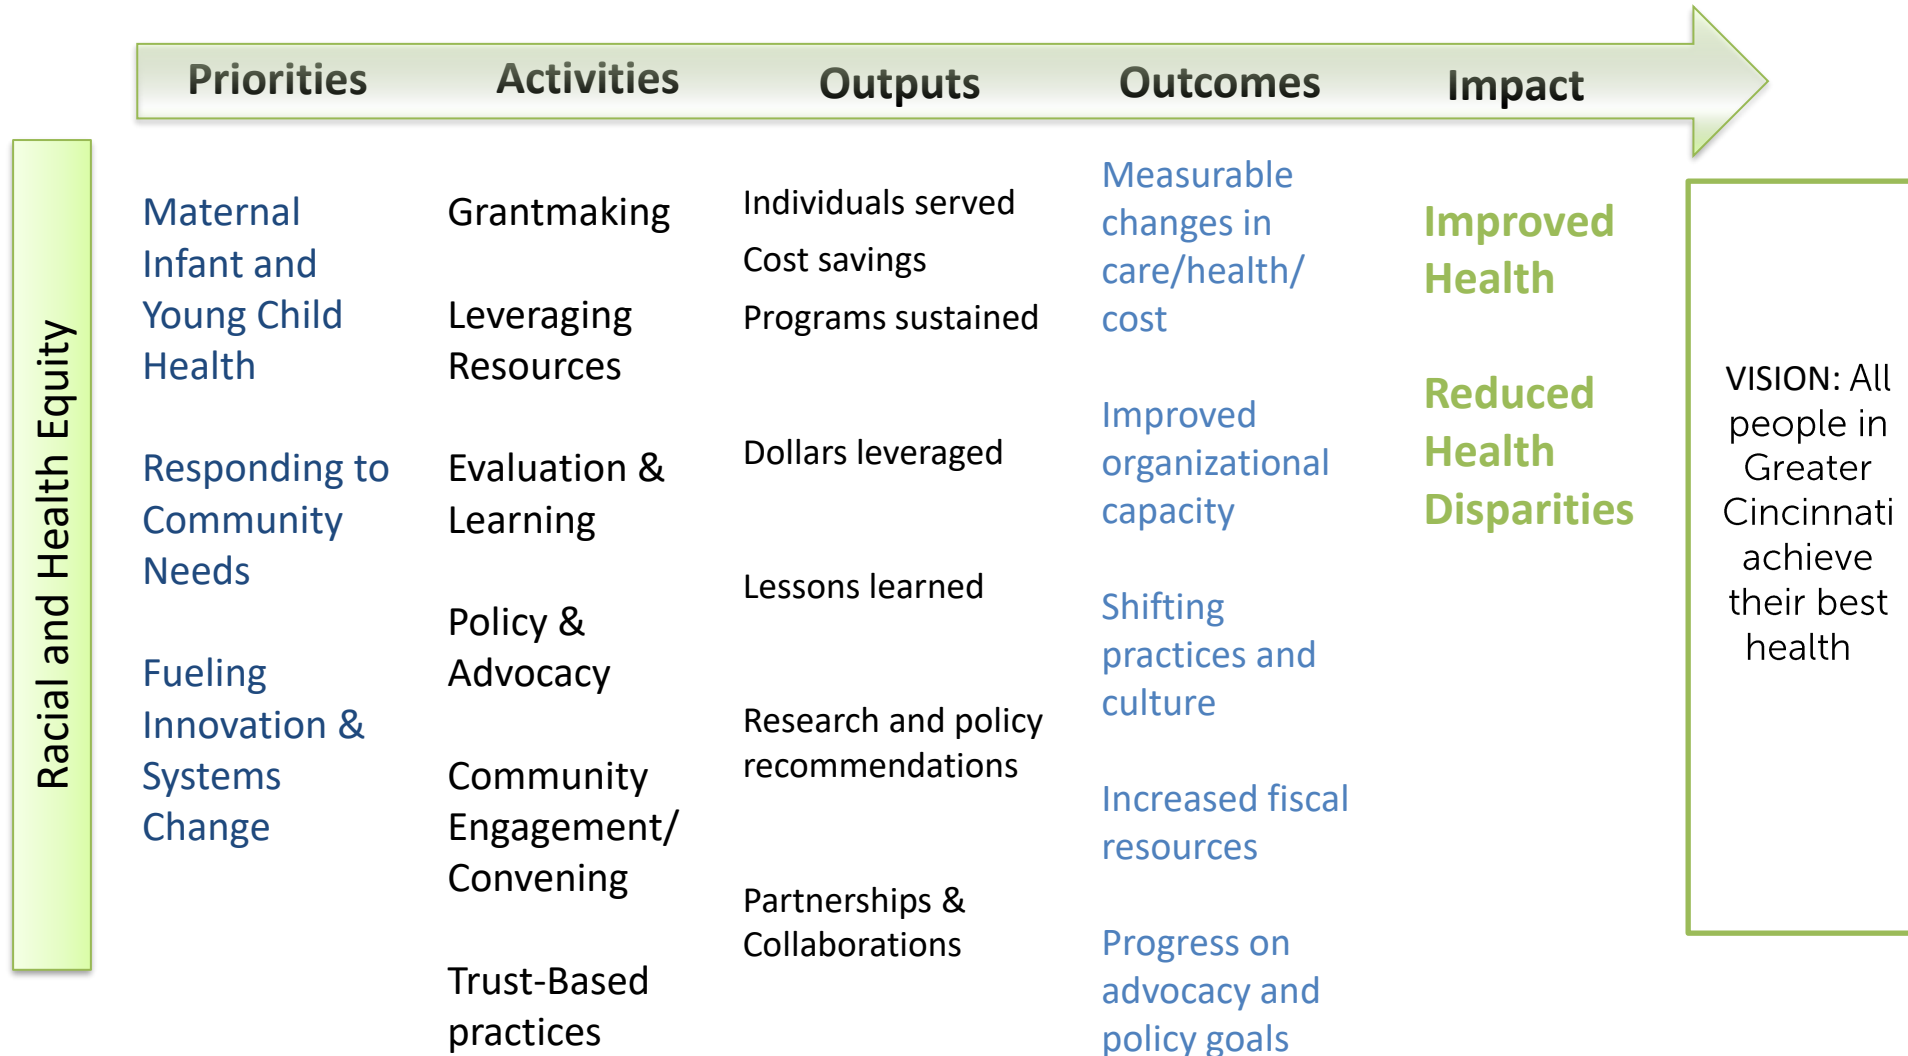 Priorities
Activities
Outputs
Outcomes
Impact
Racial and Health Equity
Maternal
Infant and
Young Child
Health
Responding to
Community
Needs
Fueling
Innovation &
Systems
Change
Grantmaking
Leveraging
Resources
Evaluation &
Learning
Policy &
Advocacy
Community
Engagement/
Convening
Trust-Based
practices
Individuals served
Cost savings
Programs sustained
Dollars leveraged
Lessons learned
Research and policy
recommendations
Partnerships &
Collaborations
Measurable
changes in
care/health/
cost
Improved
organizational
capacity
Shifting
practices and
culture
Increased fiscal
resources
Progress on
advocacy and
policy goals
Improved
Health
Reduced
Health
Disparities
VISION: All
people in
Greater
Cincinnati
achieve
their best
health